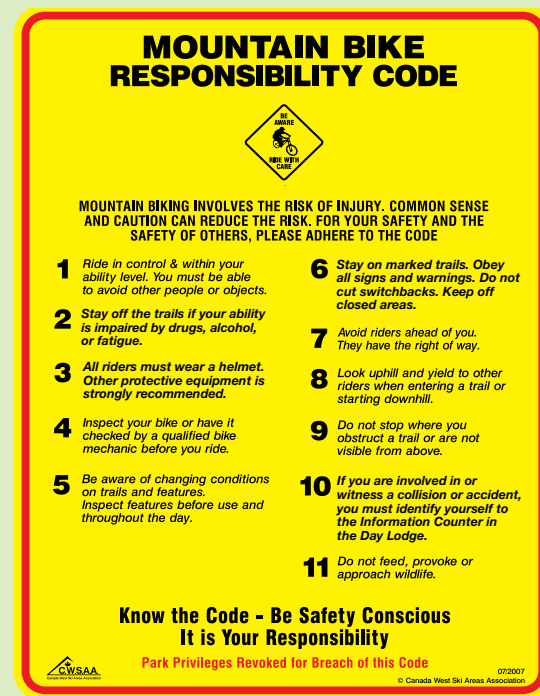 MOUNTAIN BIKE
RESPONSIBILITY CODE
BE
AWARE
RIDE WITH
CARE
MOUNTAIN BIKING INVOLVES THE RISK OF INJURY. COMMON SENSE
AND CAUTION CAN REDUCE THE RISK. FOR YOUR SAFETY AND THE
SAFETY OF OTHERS, PLEASE ADHERE TO THE CODE
1 Ride in control & within your
ability level. You must be able
to avoid other people or objects.
2 Stay off the trails if your ability
is impaired by drugs, alcohol,
or fatigue.
3 All riders must wear a helmet.
Other protective equipment is
strongly recommended.
4 Inspect your bike or have it
checked by a qualified bike
mechanic before you ride.
5 Be aware of changing conditions
on trails and features.
Inspect features before use and
throughout the day.
6 Stay on marked trails. Obey
all signs and warnings. Do not
cut switchbacks. Keep off
closed areas.
7 Avoid riders ahead of you.
They have the right of way.
8 Look uphill and yield to other
riders when entering a trail or
starting downhill.
9 Do not stop where you
obstruct a trail or are not
visible from above.
10 If you are involved in or
witness a collision or accident,
you must identify yourself to
the Information Counter in
the Day Lodge.
11 Do not feed, provoke or
approach wildlife.
Know the Code - Be Safety Conscious
It is Your Responsibility
Park Privileges Revoked for Breach of this Code
C.W.S.A.A.
Canada West Ski Areas Association
07/2007
© Canada West Ski Areas Association